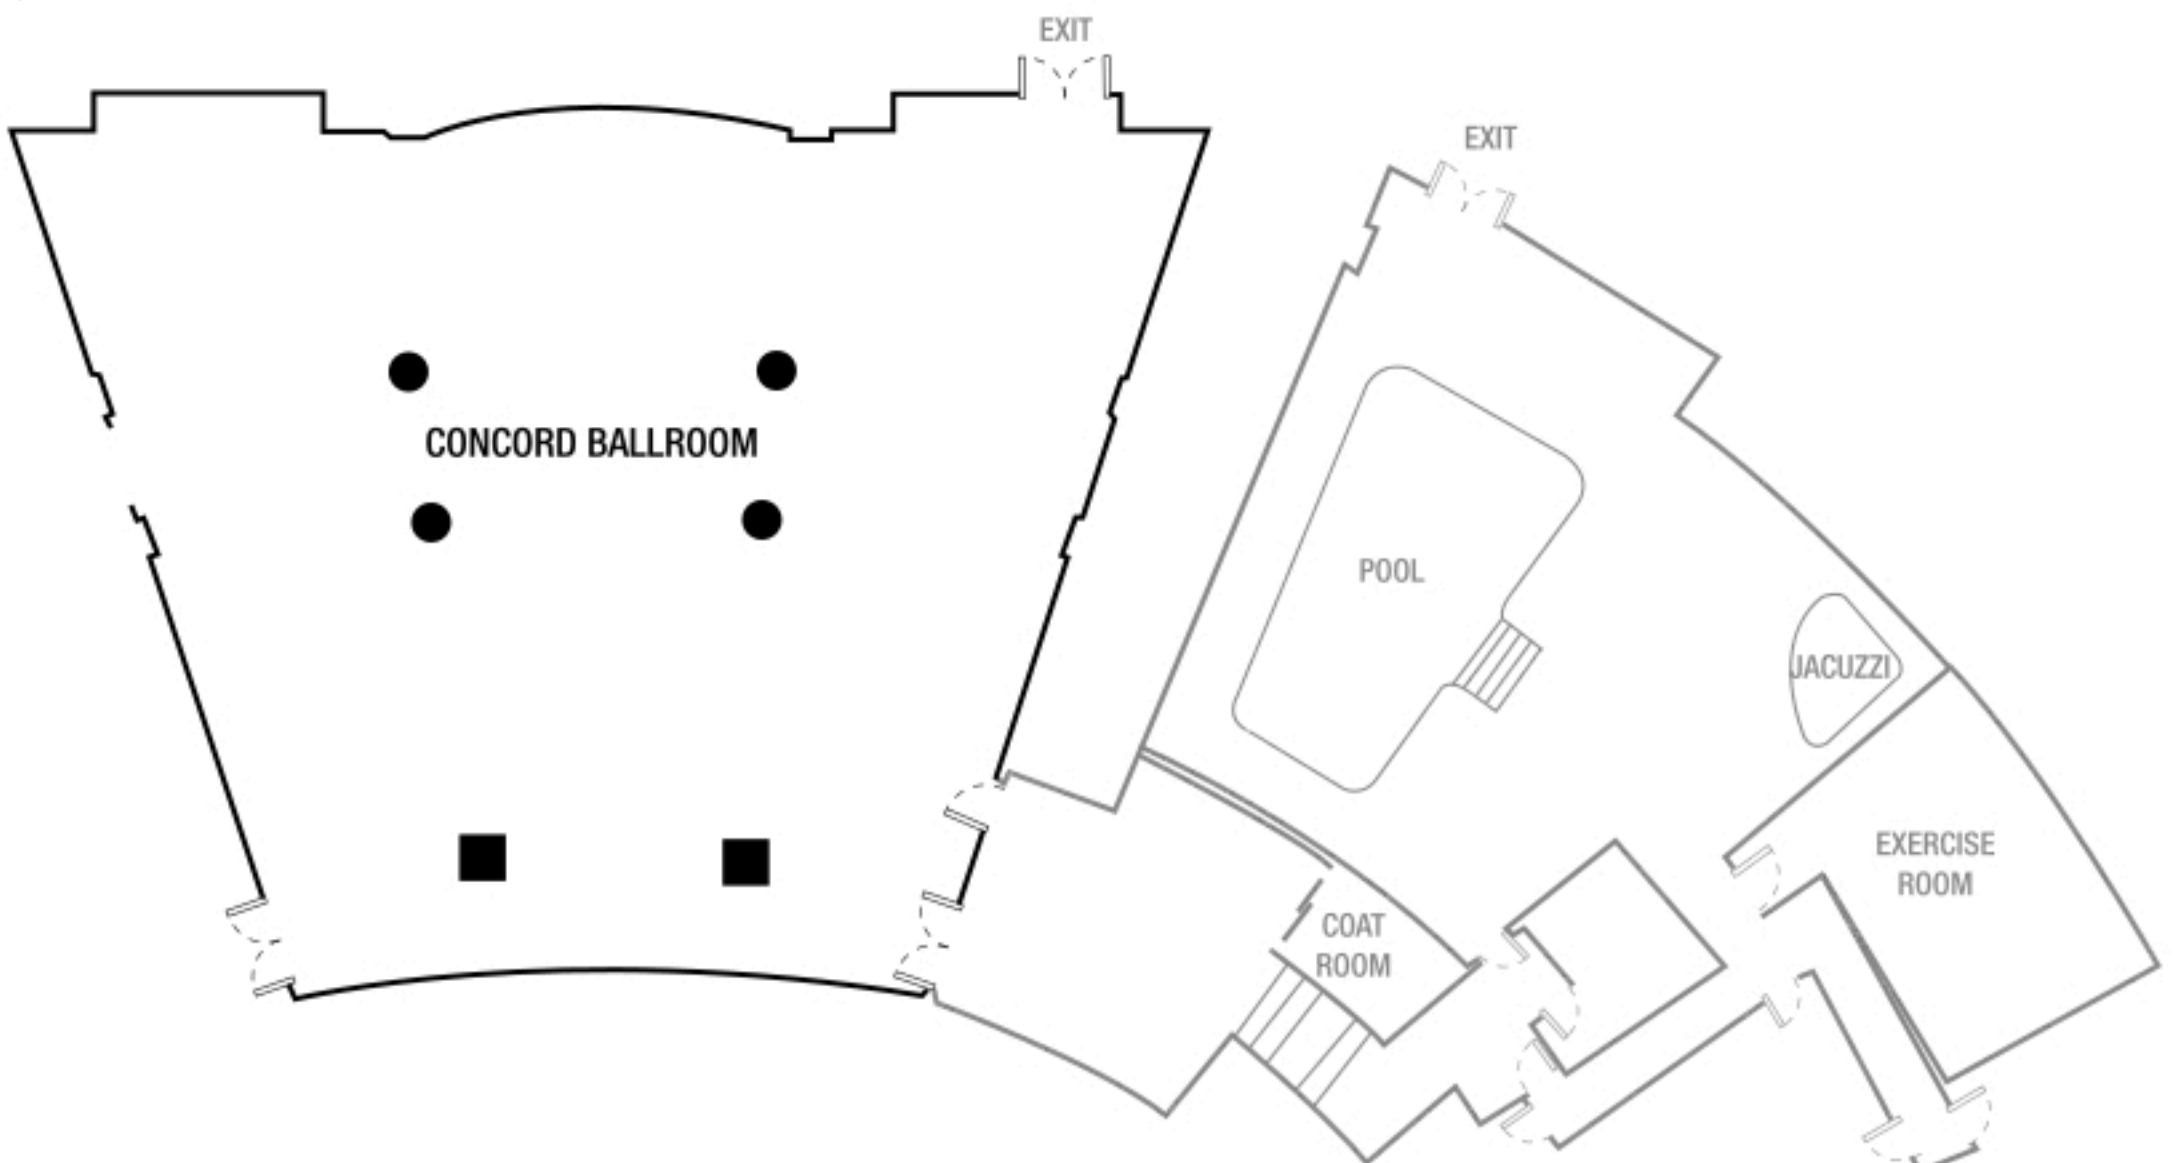 EXIT
EXIT
CONCORD BALLROOM
POOL
JACUZZI
EXERCISE
ROOM
COAT
ROOM